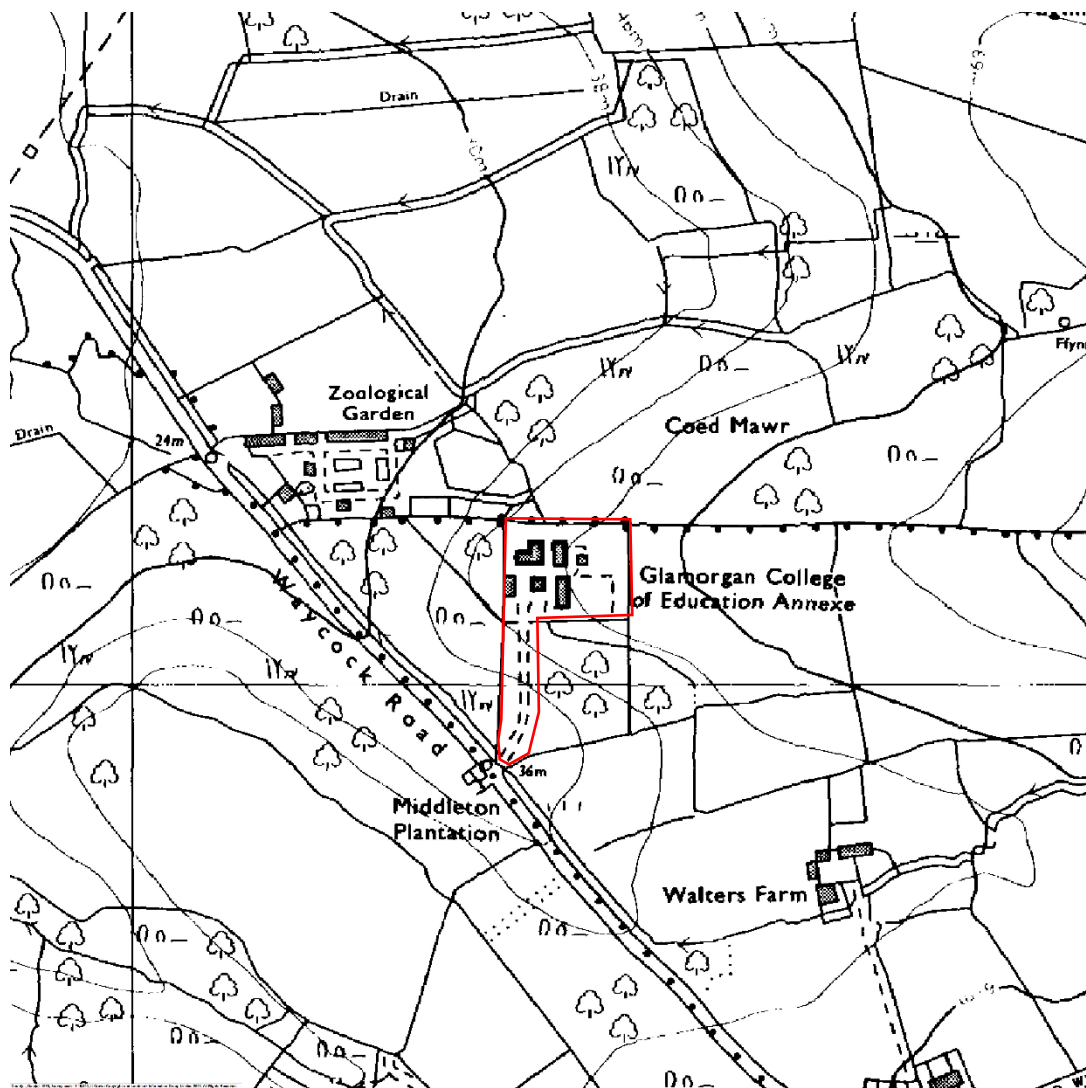 Drain
40m
Zoological
Garden
24m
Drain
Coed Mawr
Waycock Road
Glamorgan College
of Education Annexe
36m
Middleton
Plantation
Walters Farm